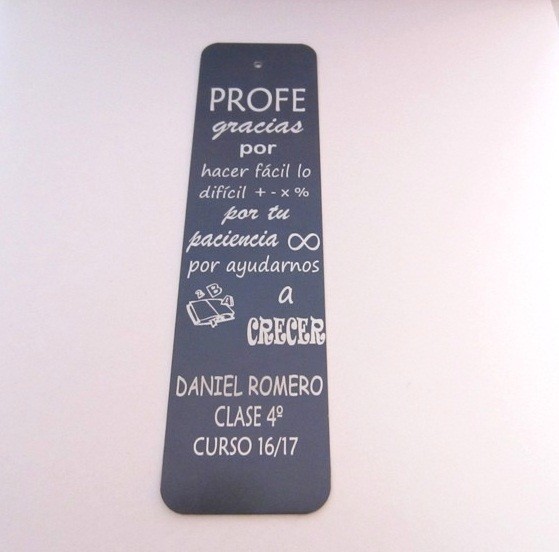 PROFE
gracias
por
hacer fácil lo
difícil + - x %
por tu
paciencia ∞
por ayudarnos
a
CRECER
DANIEL ROMERO
CLASE 4º
CURSO 16/17